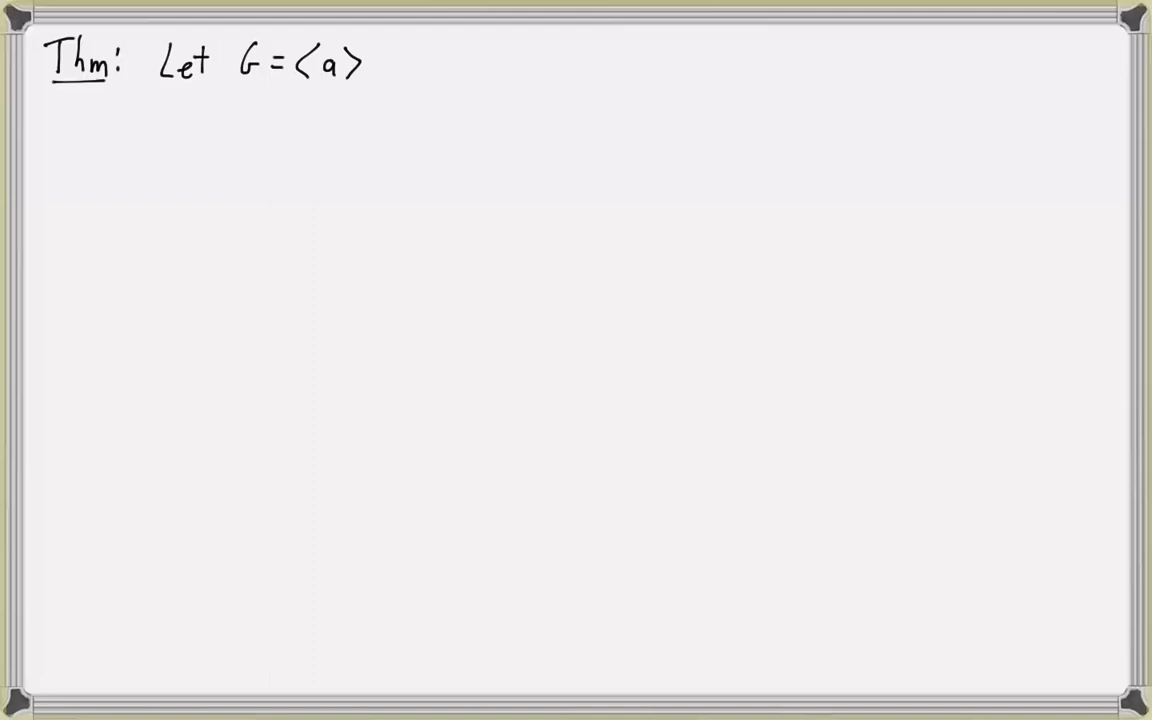 Thm: Let G = <a>